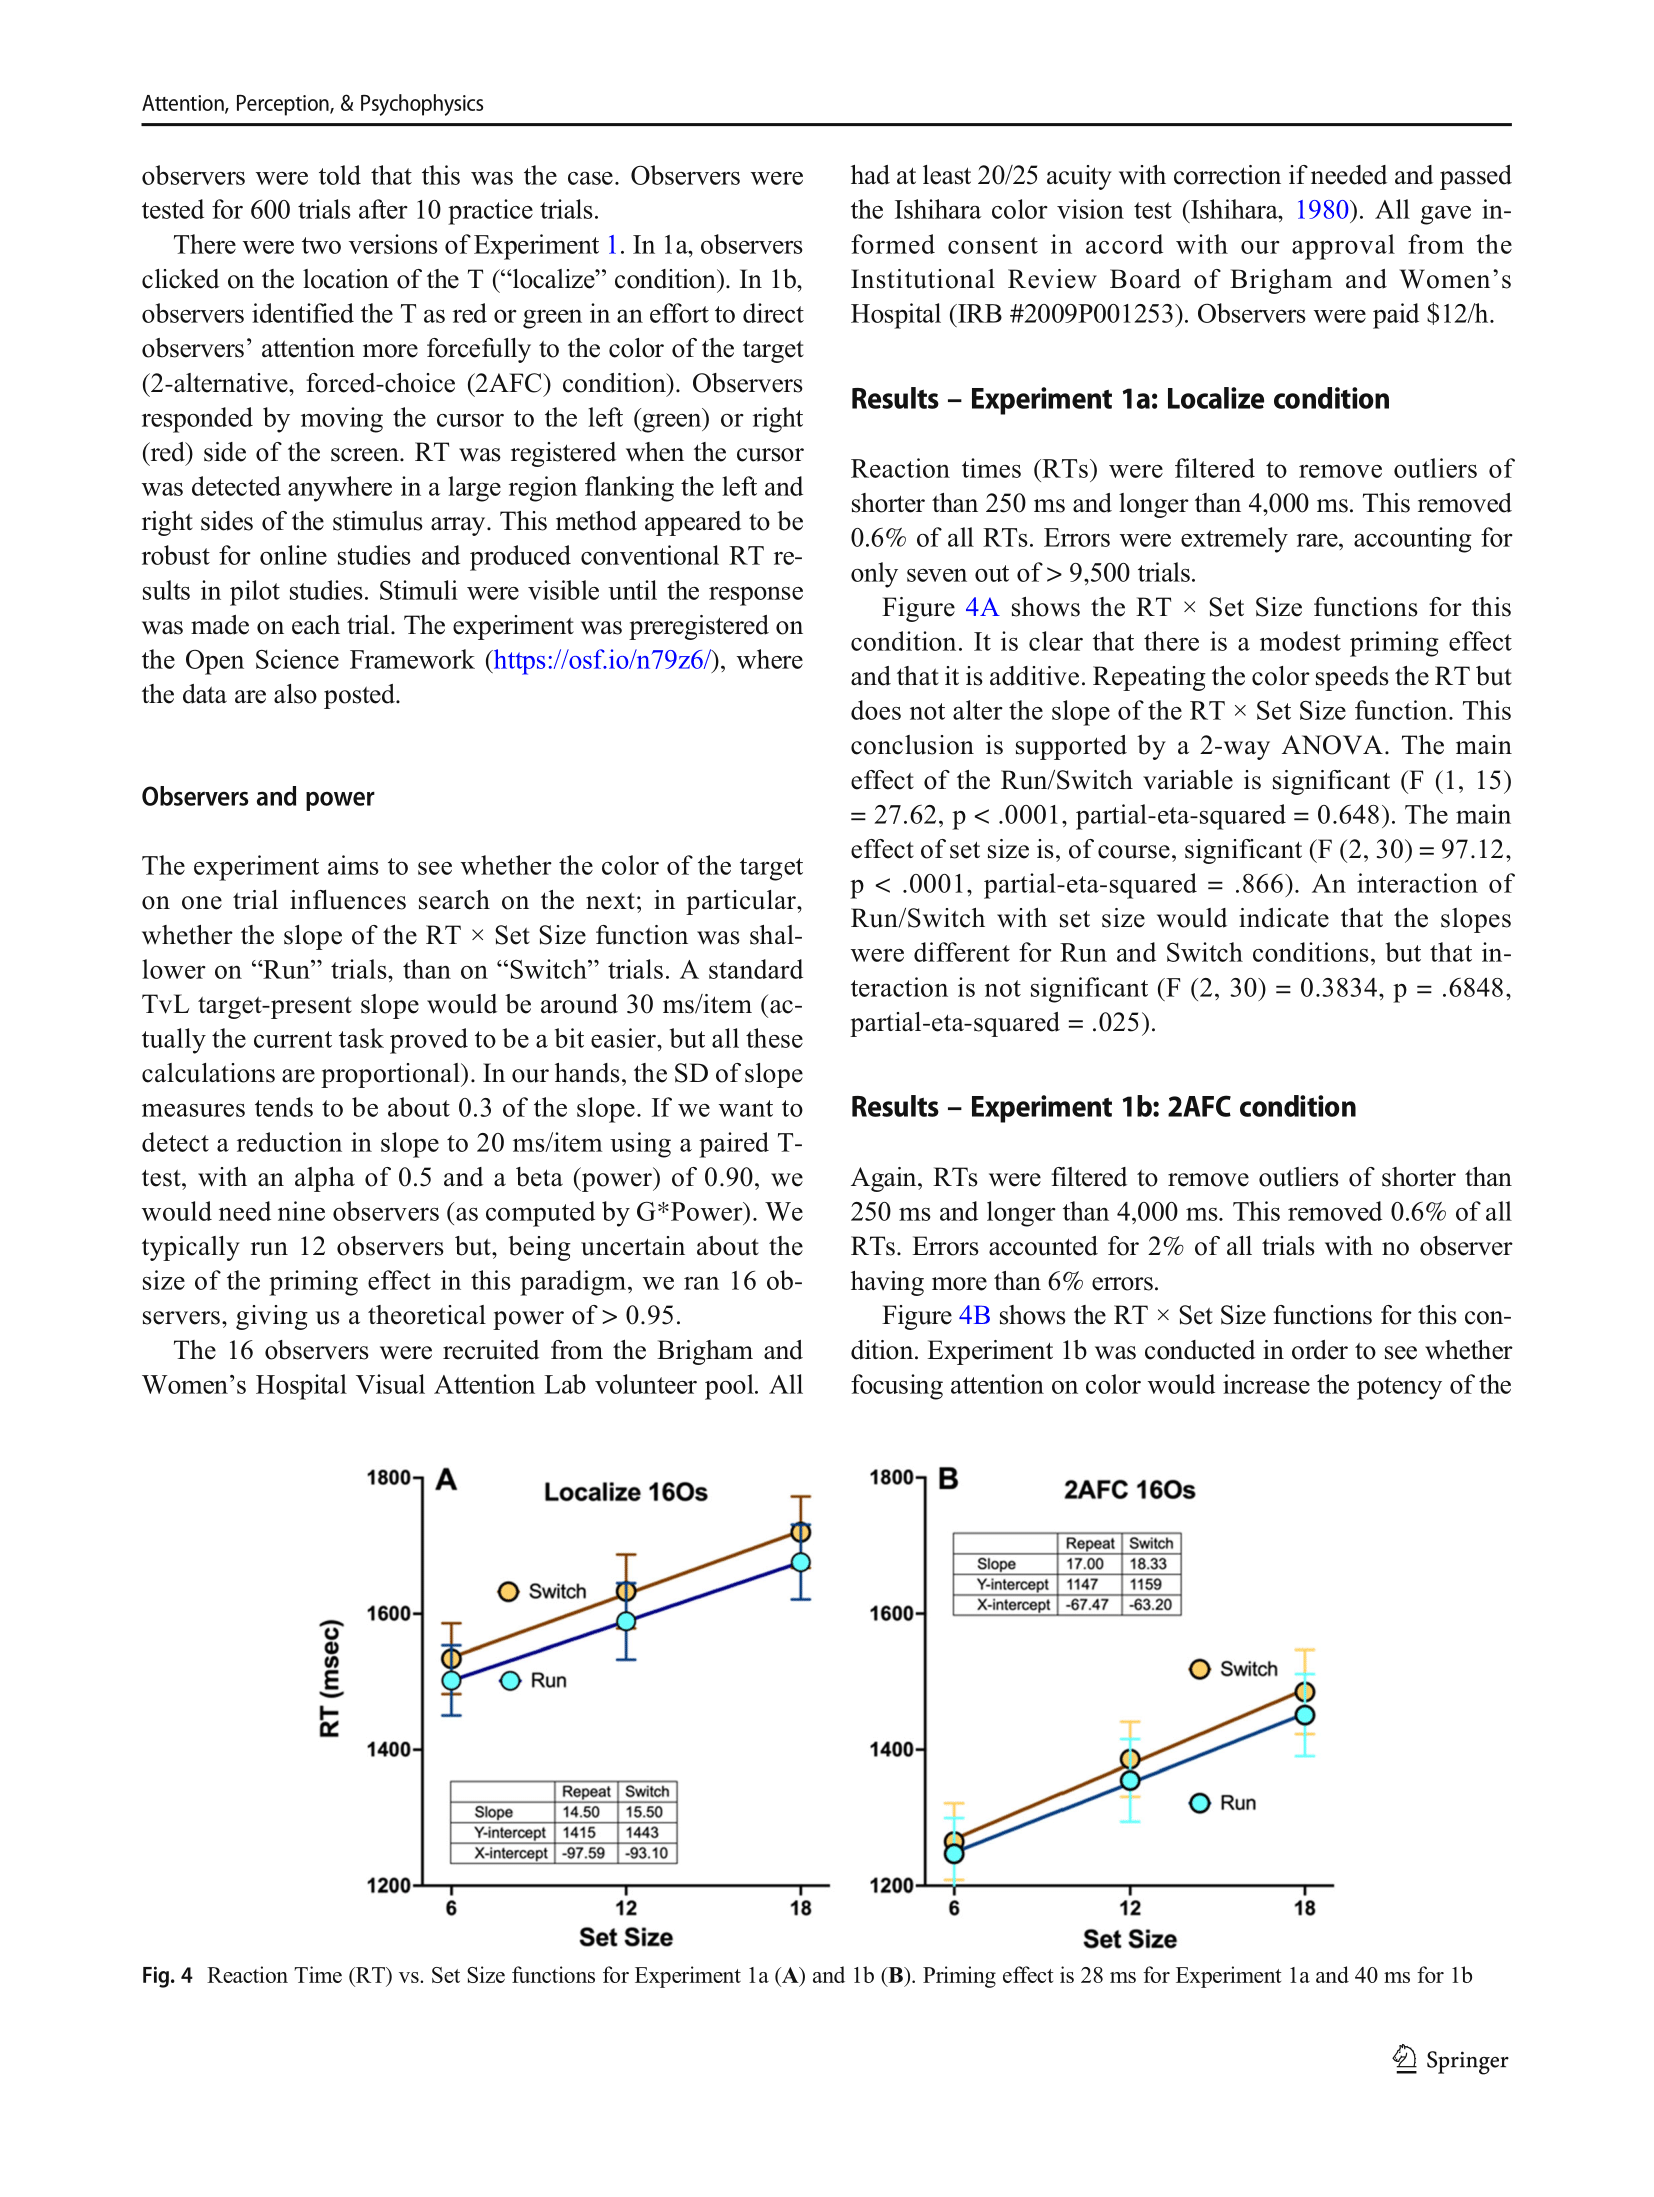 Attention, Perception, & Psychophysics
observers were told that this was the case. Observers were
tested for 600 trials after 10 practice trials.
There were two versions of Experiment 1. In 1a, observers
clicked on the location of the T (“localize” condition). In 1b,
observers identified the T as red or green in an effort to direct
observers’ attention more forcefully to the color of the target
(2-alternative, forced-choice (2AFC) condition). Observers
responded by moving the cursor to the left (green) or right
(red) side of the screen. RT was registered when the cursor
was detected anywhere in a large region flanking the left and
right sides of the stimulus array. This method appeared to be
robust for online studies and produced conventional RT re-
sults in pilot studies. Stimuli were visible until the response
was made on each trial. The experiment was preregistered on
the Open Science Framework (https://osf.io/n79z6/), where
the data are also posted.
Observers and power
The experiment aims to see whether the color of the target
on one trial influences search on the next; in particular,
whether the slope of the RT × Set Size function was shal-
lower on “Run” trials, than on “Switch” trials. A standard
TvL target-present slope would be around 30 ms/item (ac-
tually the current task proved to be a bit easier, but all these
calculations are proportional). In our hands, the SD of slope
measures tends to be about 0.3 of the slope. If we want to
detect a reduction in slope to 20 ms/item using a paired T-
test, with an alpha of 0.5 and a beta (power) of 0.90, we
would need nine observers (as computed by G*Power). We
typically run 12 observers but, being uncertain about the
size of the priming effect in this paradigm, we ran 16 ob-
servers, giving us a theoretical power of > 0.95.
The 16 observers were recruited from the Brigham and
Women’s Hospital Visual Attention Lab volunteer pool. All
had at least 20/25 acuity with correction if needed and passed
the Ishihara color vision test (Ishihara, 1980). All gave in-
formed consent in accord with our approval from the
Institutional Review Board of Brigham and Women’s
Hospital (IRB #2009P001253). Observers were paid $12/h.
Results – Experiment 1a: Localize condition
Reaction times (RTs) were filtered to remove outliers of
shorter than 250 ms and longer than 4,000 ms. This removed
0.6% of all RTs. Errors were extremely rare, accounting for
only seven out of > 9,500 trials.
Figure 4A shows the RT × Set Size functions for this
condition. It is clear that there is a modest priming effect
and that it is additive. Repeating the color speeds the RT but
does not alter the slope of the RT × Set Size function. This
conclusion is supported by a 2-way ANOVA. The main
effect of the Run/Switch variable is significant (F (1, 15)
= 27.62, p < .0001, partial-eta-squared = 0.648). The main
effect of set size is, of course, significant (F (2, 30) = 97.12,
p < .0001, partial-eta-squared = .866). An interaction of
Run/Switch with set size would indicate that the slopes
were different for Run and Switch conditions, but that in-
teraction is not significant (F (2, 30) = 0.3834, p = .6848,
partial-eta-squared = .025).
Results – Experiment 1b: 2AFC condition
Again, RTs were filtered to remove outliers of shorter than
250 ms and longer than 4,000 ms. This removed 0.6% of all
RTs. Errors accounted for 2% of all trials with no observer
having more than 6% errors.
Figure 4B shows the RT × Set Size functions for this con-
dition. Experiment 1b was conducted in order to see whether
focusing attention on color would increase the potency of the
A
Localize 16Os
RT (msec)
1800
1600
1400
1200
Switch
Run
Repeat Switch
Slope 14.50 15.50
Y-intercept 1415 1443
X-intercept -97.59 -93.10
6 12 18
Set Size
B
2AFC 16Os
1800
1600
1400
1200
Repeat Switch
Slope 17.00 18.33
Y-intercept 1147 1159
X-intercept -67.47 -63.20
Switch
Run
6 12 18
Set Size
Fig. 4 Reaction Time (RT) vs. Set Size functions for Experiment 1a (A) and 1b (B). Priming effect is 28 ms for Experiment 1a and 40 ms for 1b
Springer